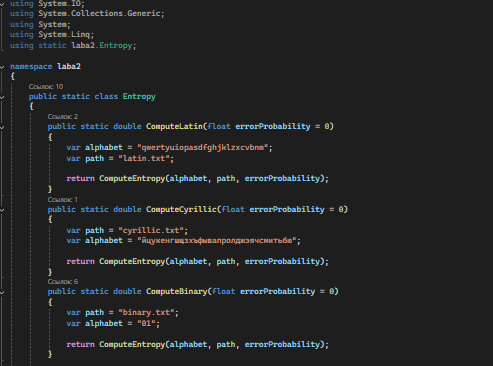 using System.IO;
using System.Collections.Generic;
using System;
using System.Linq;
using static laba2.Entropy;
namespace laba2
{
Ссылок: 10
public static class Entropy
{
Ссылок: 2
public static double ComputeLatin(float errorProbability = 0)
{
var alphabet = "qwertyuiopasdfghjklzxcvbnm";
var path = "latin.txt";
return ComputeEntropy(alphabet, path, errorProbability);
}
Ссылок: 1
public static double ComputeCyrillic(float errorProbability = 0)
{
var path = "cyrillic.txt";
var alphabet = "йцукенгшщзхъфывапролджэячсмитьбю";
return ComputeEntropy(alphabet, path, errorProbability);
}
Ссылок: 6
public static double ComputeBinary(float errorProbability = 0)
{
var path = "binary.txt";
var alphabet = "01";
return ComputeEntropy(alphabet, path, errorProbability);
}